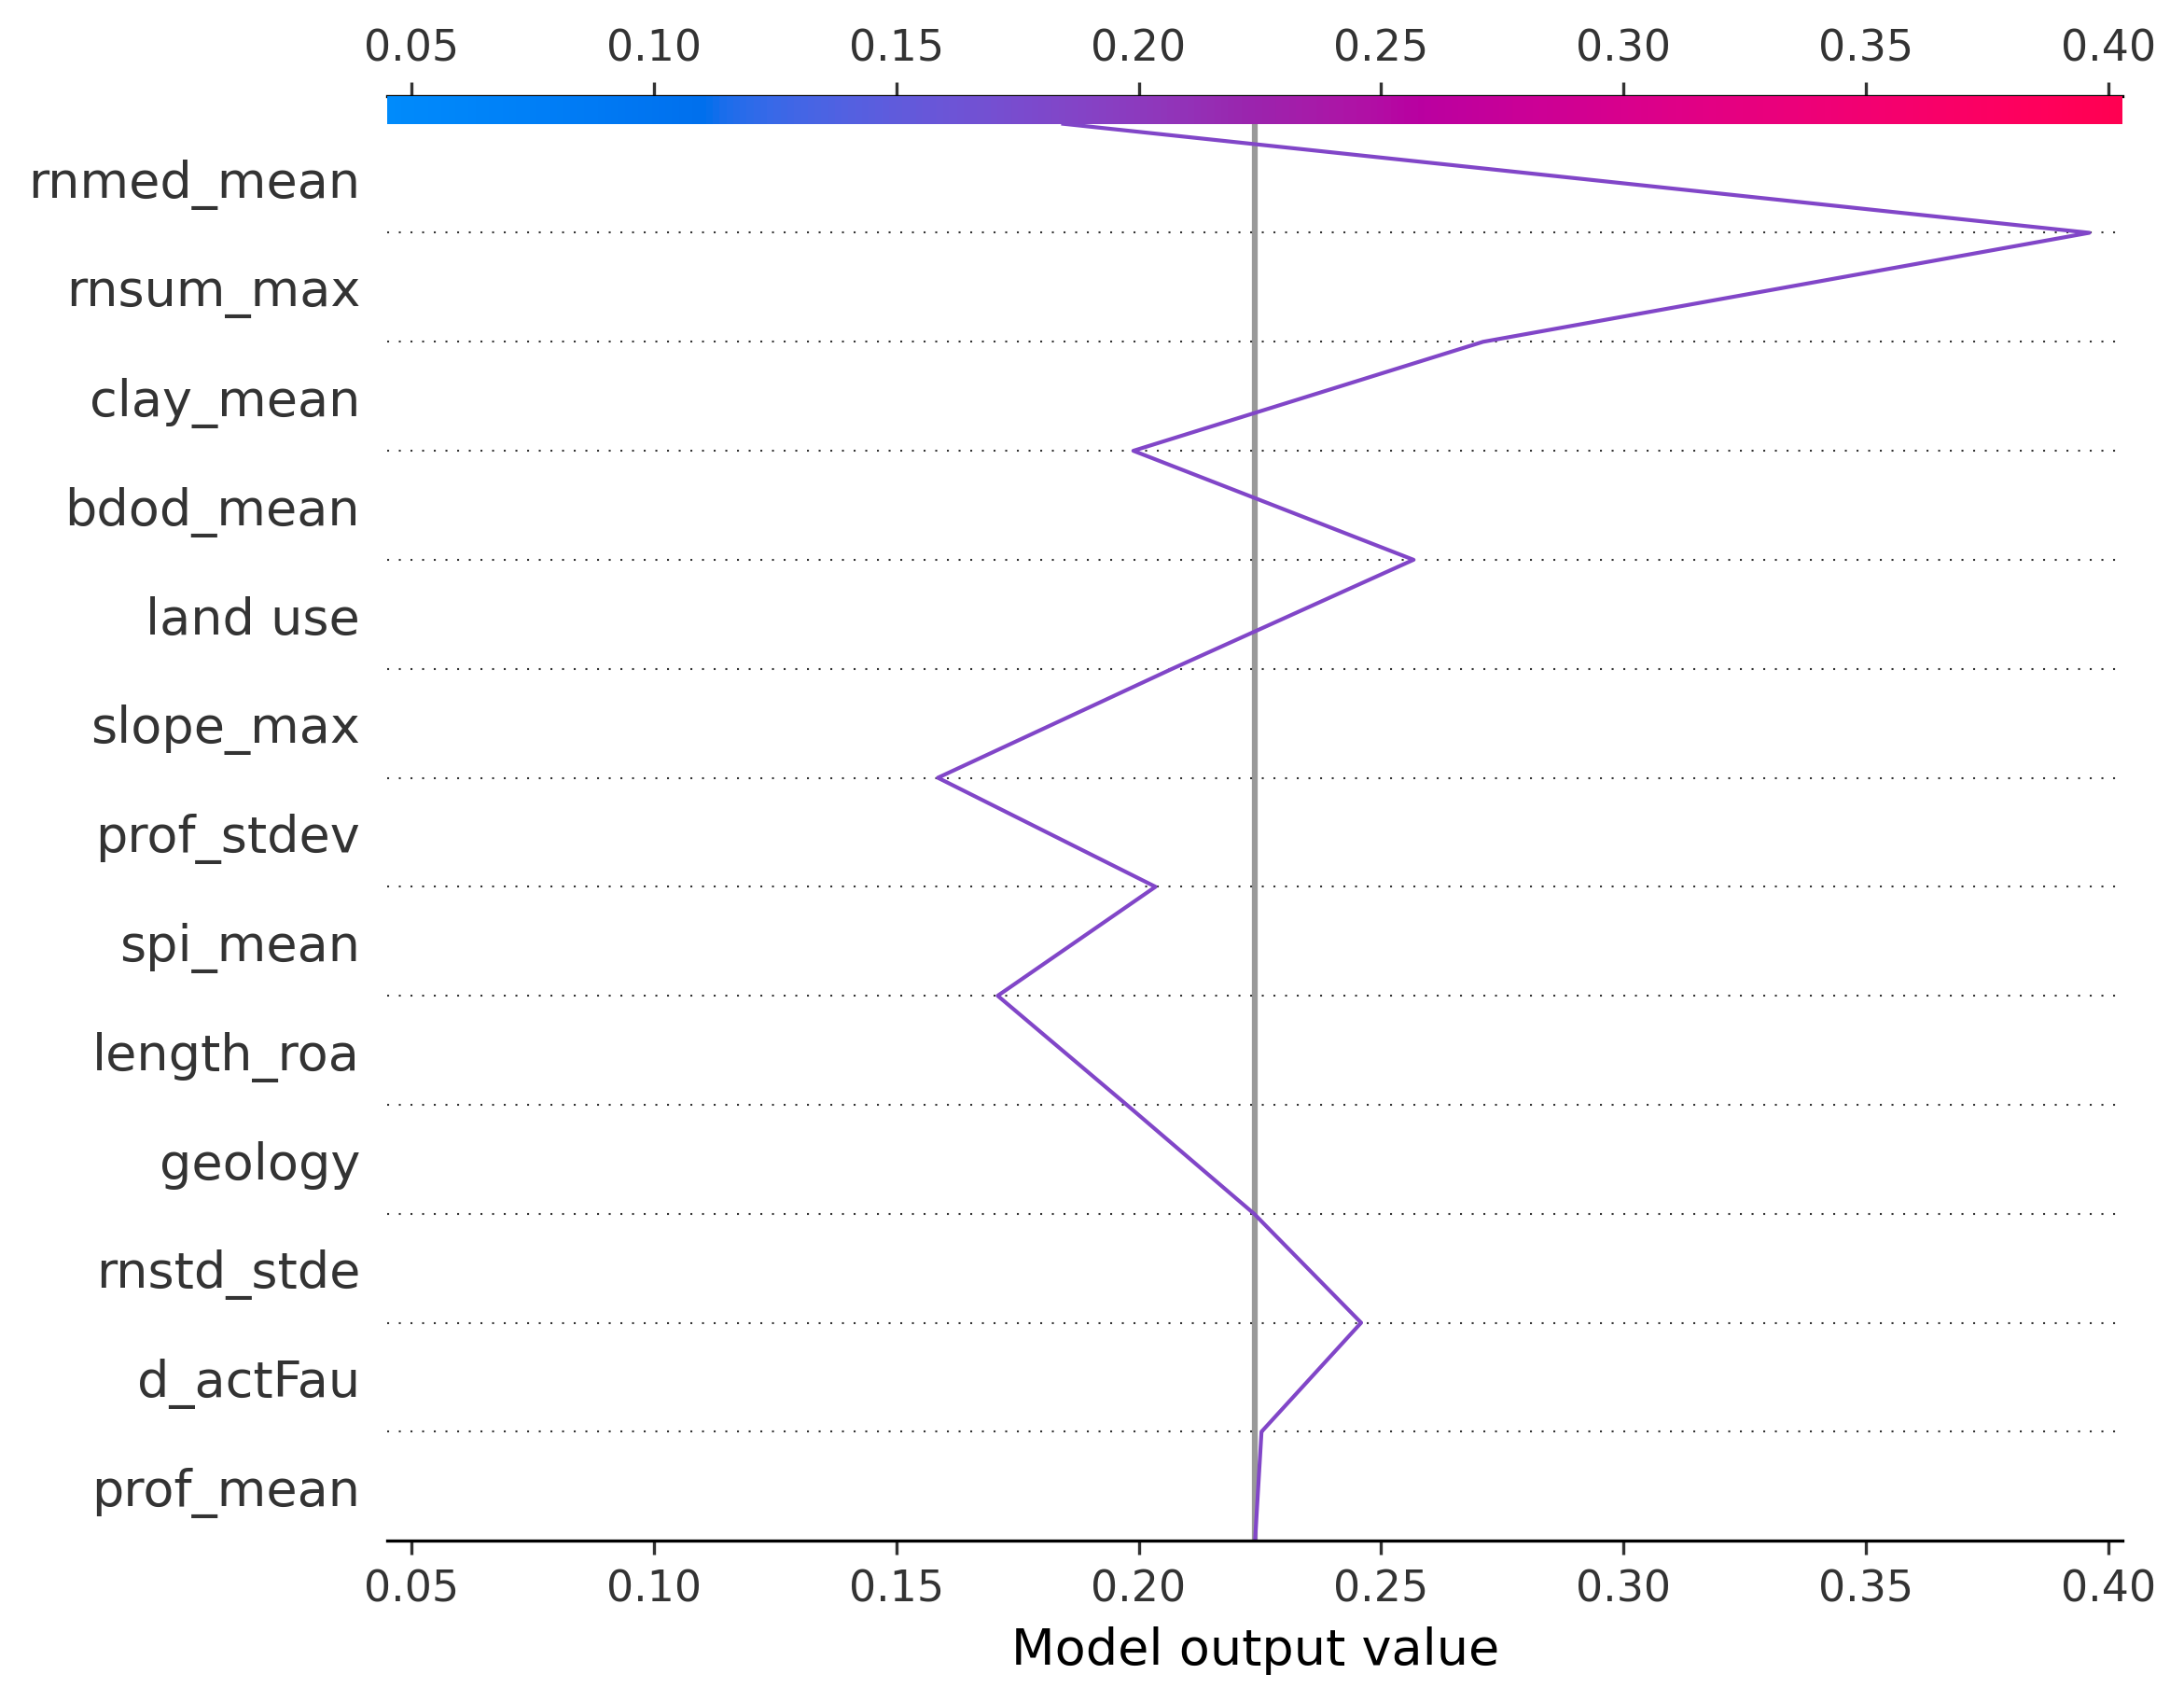 0.05 0.10 0.15 0.20 0.25 0.30 0.35 0.40
rnmed_mean
rnsum_max
clay_mean
bdod_mean
land use
slope_max
prof_stdev
spi_mean
length_roa
geology
rnstd_stde
d_actFau
prof_mean
0.05 0.10 0.15 0.20 0.25 0.30 0.35 0.40
Model output value